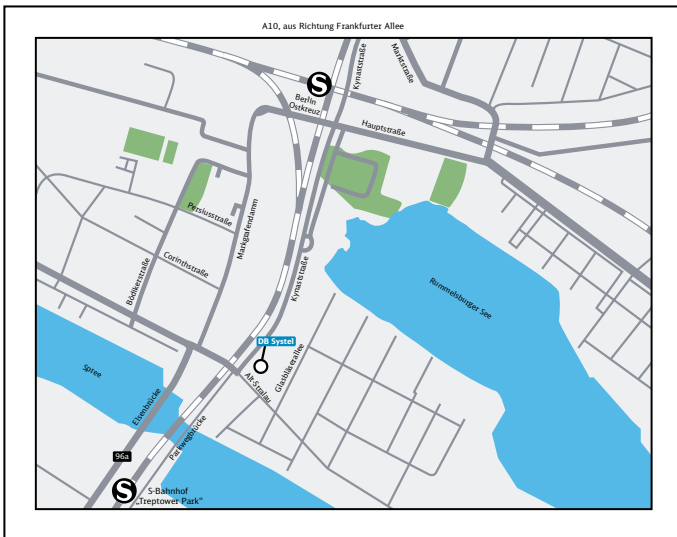 A10, aus Richtung Frankfurter Allee
Kynaststraße
Marktstraße
S
Berlin
Ostkreuz
Hauptstraße
Persiusstraße
Markgrafendamm
Corinthstraße
Bödikerstraße
Kynaststraße
Rummelsburger See
DB Systel
Glasbläserallee
Alt-Stralau
Spree
Elsenbrücke
Parkwegbrücke
96a
S
S-Bahnhof
„Treptower Park“